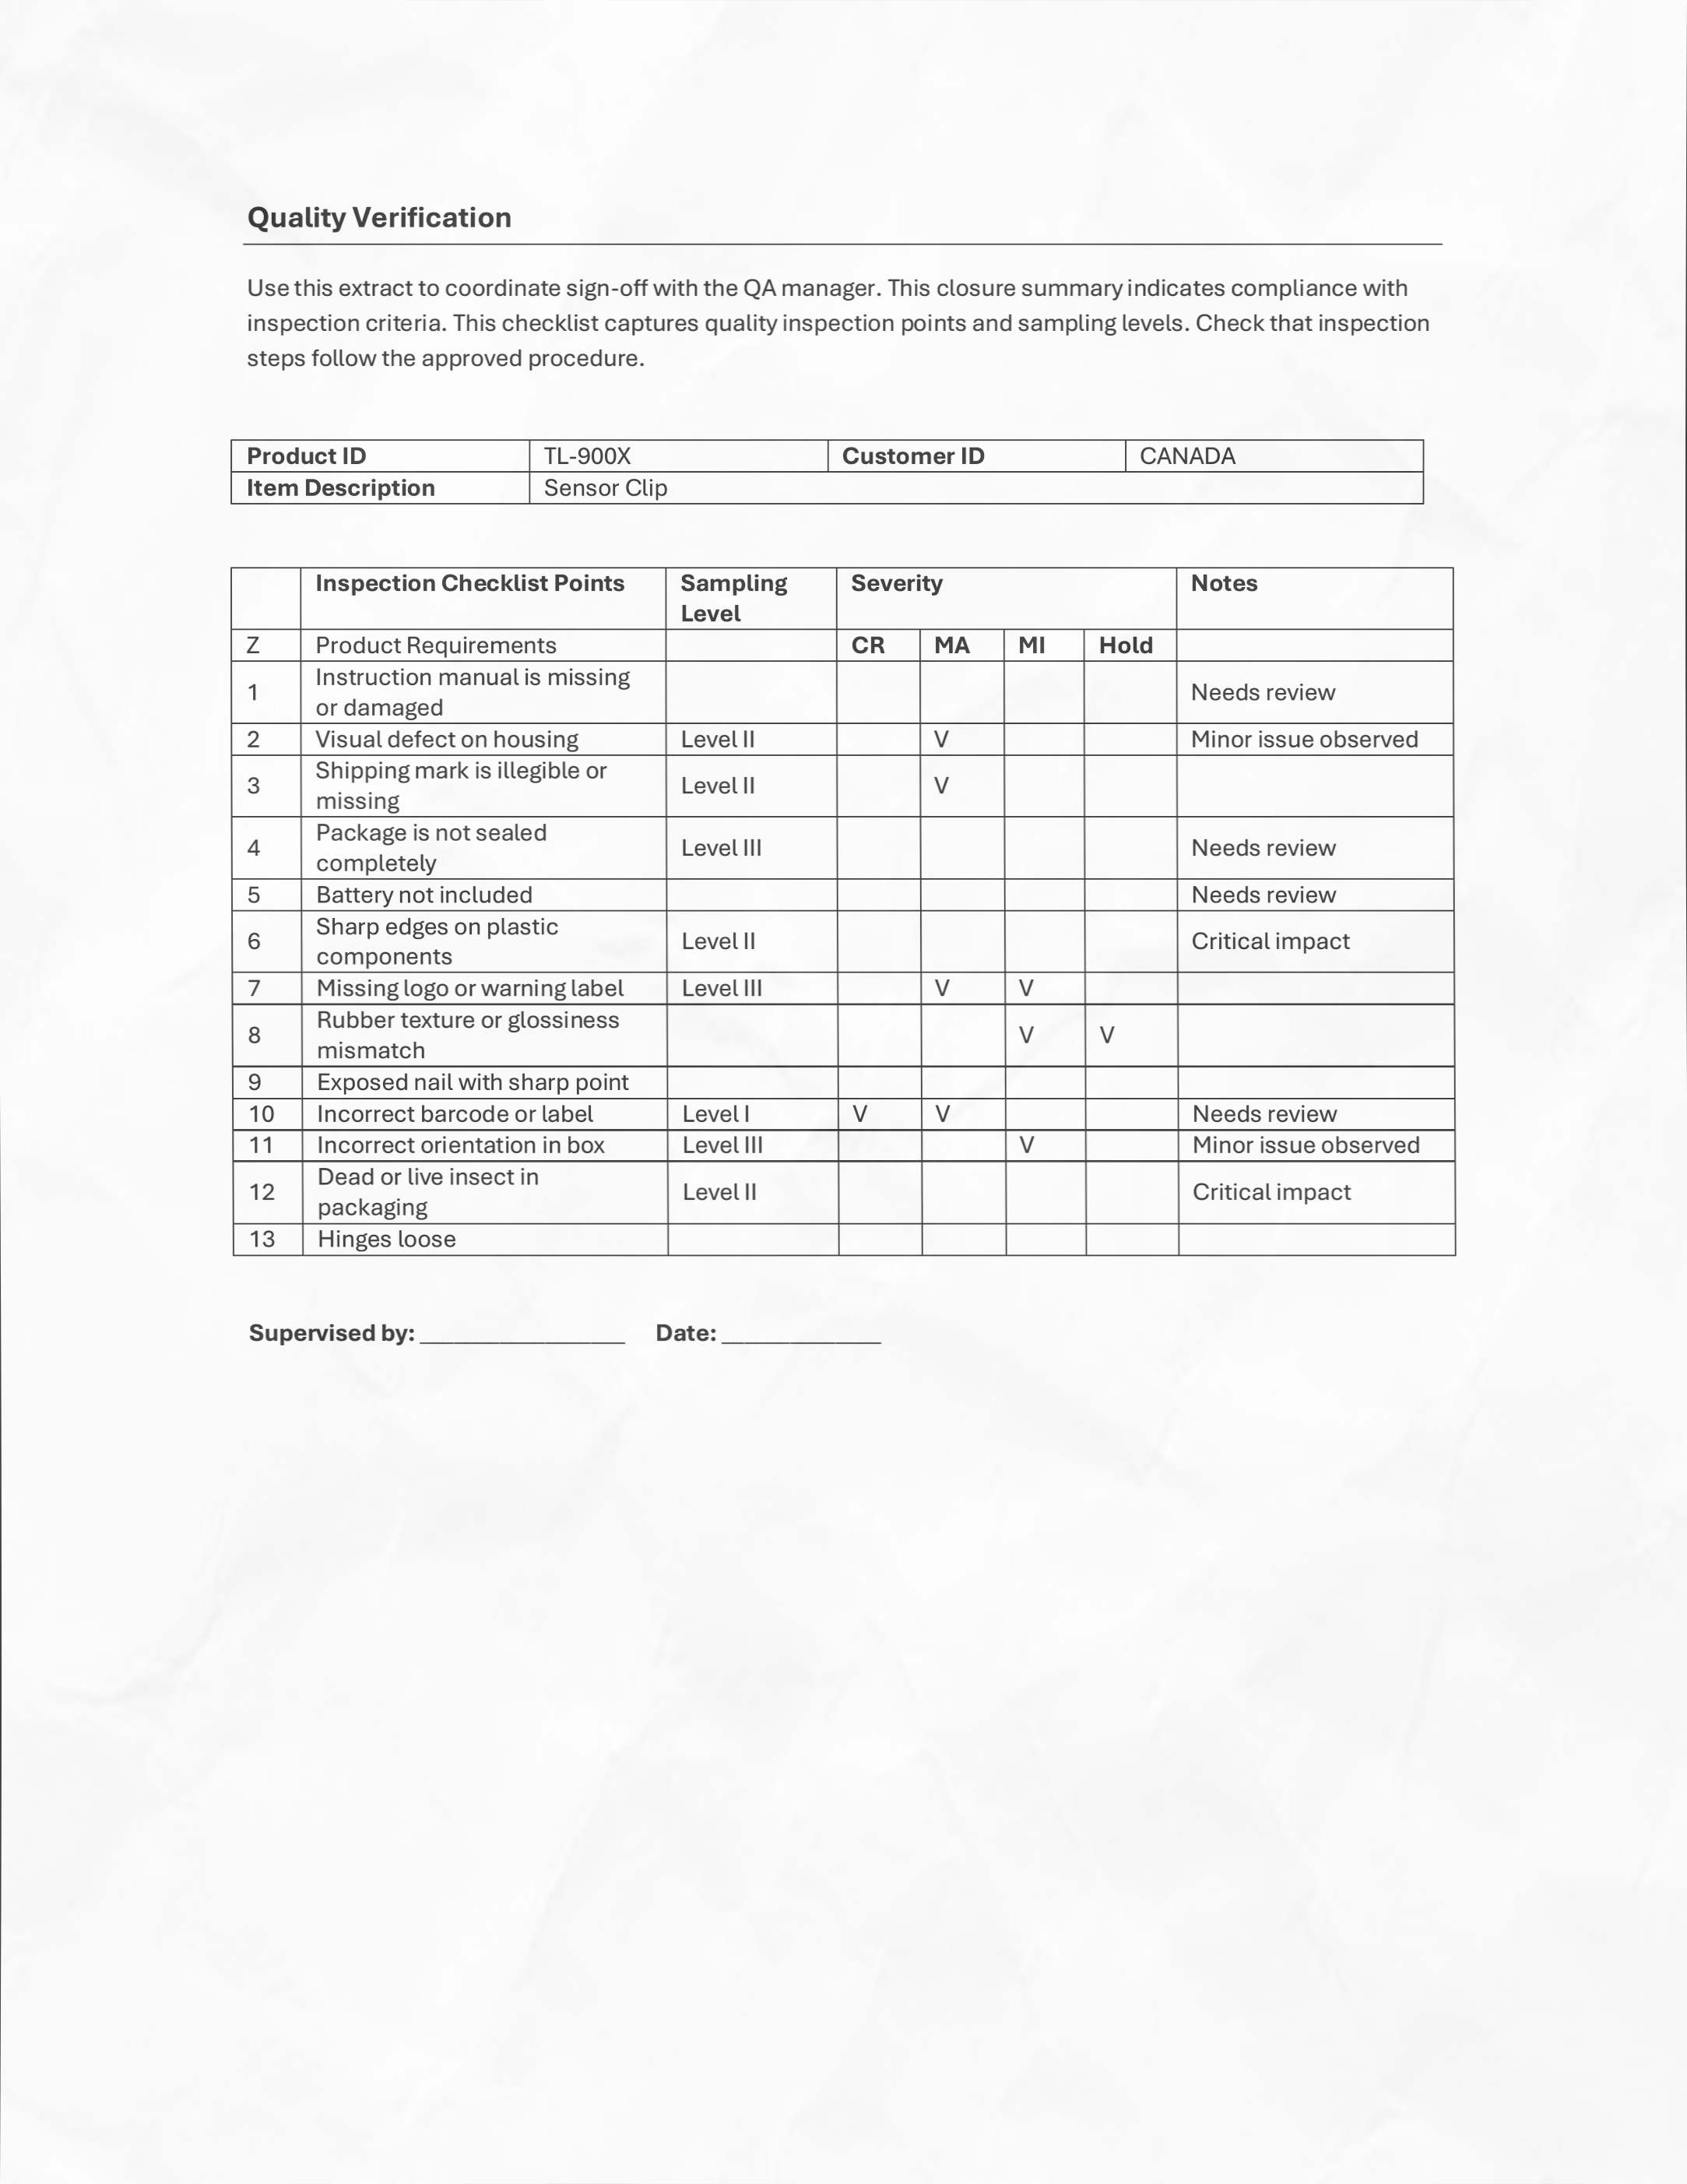 Quality Verification
Use this extract to coordinate sign-off with the QA manager. This closure summary indicates compliance with
inspection criteria. This checklist captures quality inspection points and sampling levels. Check that inspection
steps follow the approved procedure.
Product ID TL-900X Customer ID CANADA
Item Description Sensor Clip
Inspection Checklist Points Sampling Severity Notes
Level
Z Product Requirements CR MA MI Hold
Instruction manual is missing
1 Needs review
or damaged
2 Visual defect on housing Level II V Minor issue observed
Shipping mark is illegible or
3 Level II V
missing
Package is not sealed
4 Level III Needs review
completely
5 Battery not included Needs review
Sharp edges on plastic
6 Level II Critical impact
components
7 Missing logo or warning label Level III V V
Rubber texture or glossiness
8 V V
mismatch
9 Exposed nail with sharp point
10 Incorrect barcode or label Level I V V Needs review
11 Incorrect orientation in box Level III V Minor issue observed
Dead or live insect in
12 Level II Critical impact
packaging
13 Hinges loose
Supervised by: __________________ Date: ______________